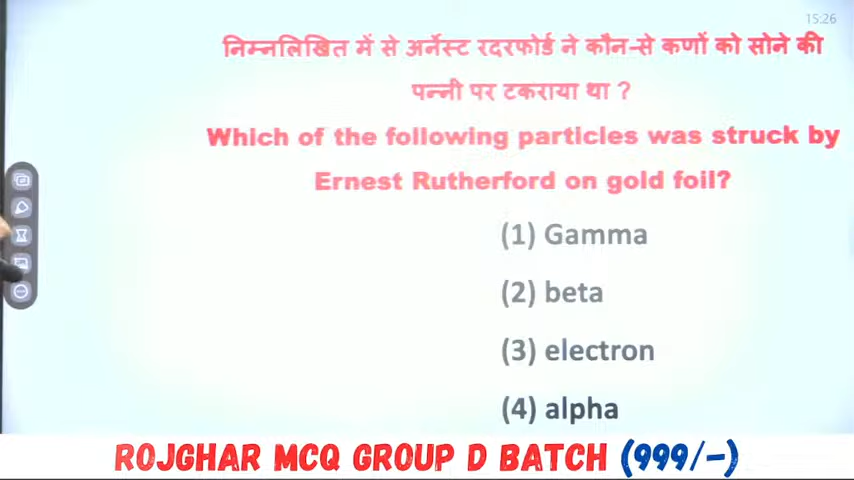 15:26
निम्नलिखित में से अर्नेस्ट रदरफोर्ड ने कौन-से कणों को सोने की
पन्नी पर टकराया था ?
Which of the following particles was struck by
Ernest Rutherford on gold foil?
(1) Gamma
(2) beta
(3) electron
(4) alpha
ROJGHAR MCQ GROUP D BATCH (999/-)